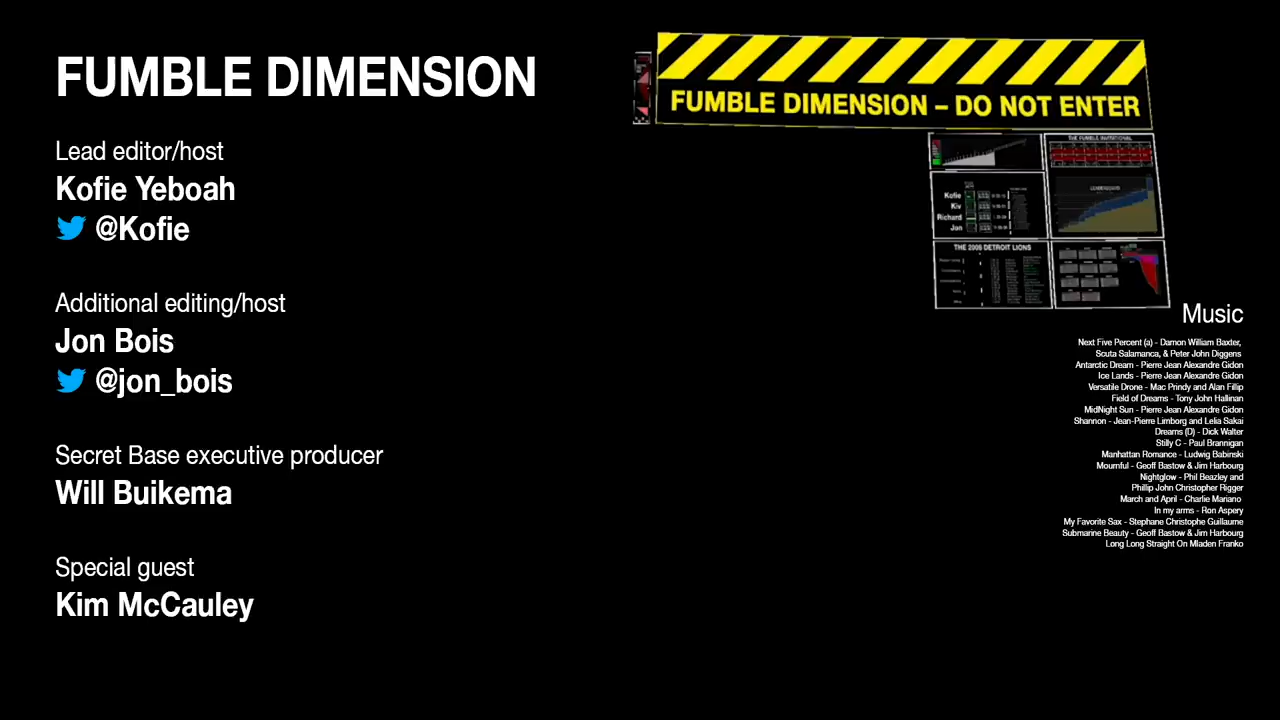 FUMBLE DIMENSION
Lead editor/host
Kofie Yeboah
@Kofie
Additional editing/host
Jon Bois
@jon_bois
Secret Base executive producer
Will Buikema
Special guest
Kim McCauley
FUMBLE DIMENSION – DO NOT ENTER
THE FUMBLE INVITATIONAL
Kofie
Kiv
Richard
Jon
THE 2008 DETROIT LIONS
Music
Next Five Percent (a) - Damon William Baxter,
Scuta Salamanca, & Peter John Diggens
Antarctic Dream - Pierre Jean Alexandre Gidon
Ice Lands - Pierre Jean Alexandre Gidon
Versatile Drone - Mac Prindy and Alan Fillip
Field of Dreams - Tony John Hallinan
MidNight Sun - Pierre Jean Alexandre Gidon
Shannon - Jean-Pierre Limborg and Lelia Sakai
Dreams (D) - Dick Walter
Stilly C - Paul Brannigan
Manhattan Romance - Ludwig Babinski
Mournful - Geoff Bastow & Jim Harbourg
Nightglow - Phil Beazley and
Phillip John Christopher Rigger
March and April - Charlie Mariano
In my arms - Ron Aspery
My Favorite Sax - Stephane Christophe Guillaume
Submarine Beauty - Geoff Bastow & Jim Harbourg
Long Long Straight On Mladen Franko